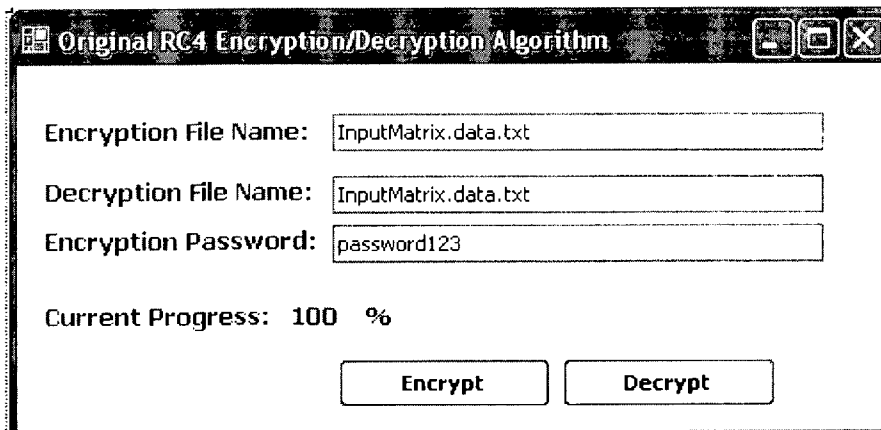 Original RC4 Encryption/Decryption Algorithm
Encryption File Name: InputMatrix.data.txt
Decryption File Name: InputMatrix.data.txt
Encryption Password: password123
Current Progress: 100 %
Encrypt Decrypt